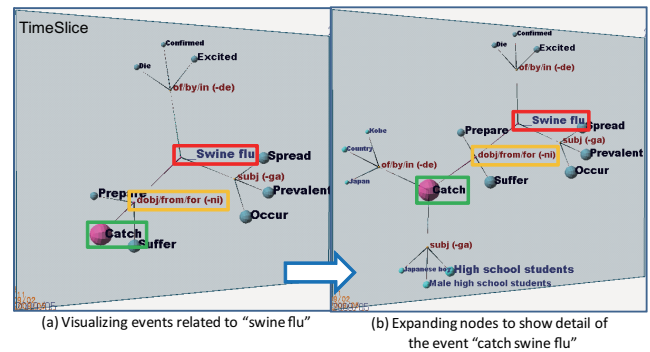 TimeSlice
Confirmed
Die
Excited
of/by/in (-de)
Swine flu
Spread
subj (-ga)
Prevalent
Prepare
dobj/from/for (-ni)
Occur
Catch
Suffer
(a) Visualizing events related to “swine flu”
Confirmed
Die
Excited
of/by/in (-de)
Swine flu
Spread
Kobe
Prepare
subj (-ga)
Country
dobj/from/for (-ni)
Prevalent
of/by/in (-de)
Occur
Japan
Suffer
Catch
subj (-ga)
Japanese boy
High school students
Male high school students
(b) Expanding nodes to show detail of
the event “catch swine flu”